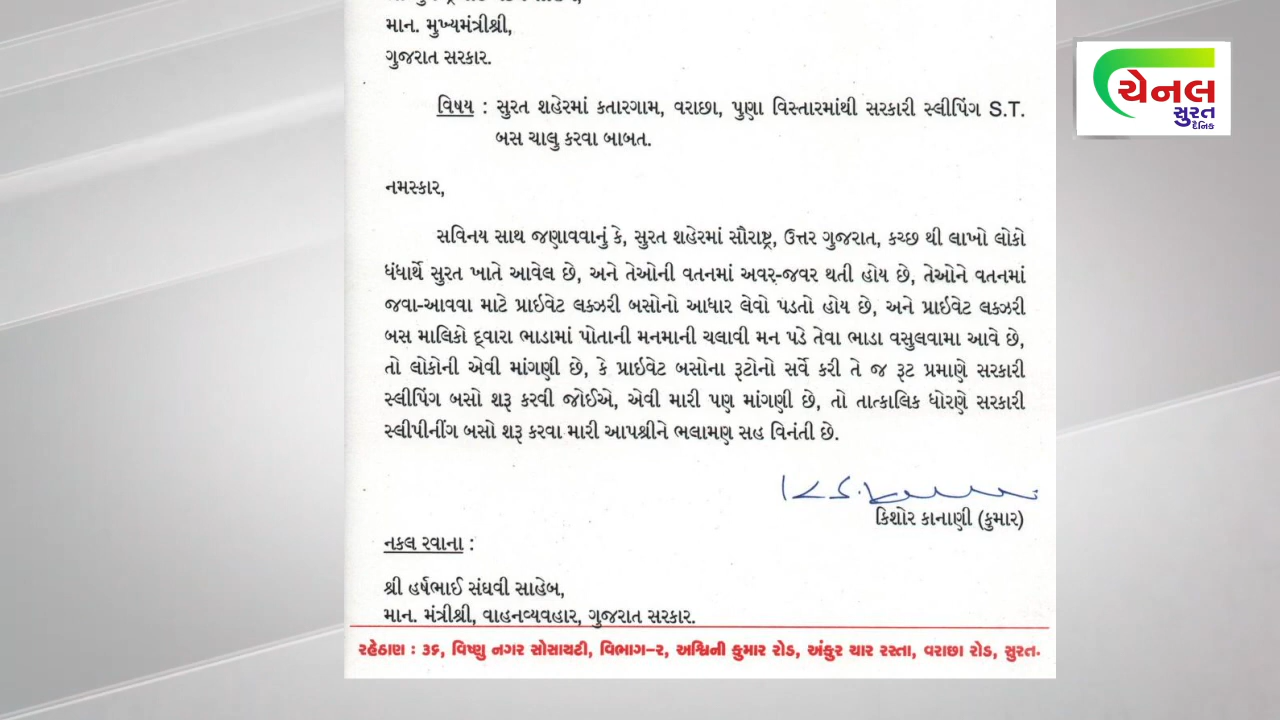 માન. મુખ્યમંત્રીશ્રી,
ગુજરાત સરકાર.
વિષય : સુરત શહેરમાં કતારગામ, વરાછા, પુણા વિસ્તારમાંથી સરકારી સ્લીપિંગ S.T.
બસ ચાલુ કરવા બાબત.
નમસ્કાર,
સવિનય સાથ જણાવવાનું કે, સુરત શહેરમાં સૌરાષ્ટ્ર, ઉત્તર ગુજરાત, કચ્છ થી લાખો લોકો
ધંધાર્થે સુરત ખાતે આવેલ છે, અને તેઓની વતનમાં અવર-જવર થતી હોય છે, તેઓને વતનમાં
જવા-આવવા માટે પ્રાઇવેટ લક્ઝરી બસોનો આધાર લેવો પડતો હોય છે, અને પ્રાઇવેટ લક્ઝરી
બસ માલિકો દ્વારા ભાડામાં પોતાની મનમાની ચલાવી મન પડે તેવા ભાડા વસુલવામા આવે છે,
તો લોકોની એવી માંગણી છે, કે પ્રાઇવેટ બસોના રૂટોનો સર્વે કરી તે જ રૂટ પ્રમાણે સરકારી
સ્લીપિંગ બસો શરૂ કરવી જોઈએ, એવી મારી પણ માંગણી છે, તો તાત્કાલિક ધોરણે સરકારી
સ્લીપીનીંગ બસો શરૂ કરવા મારી આપશ્રીને ભલામણ સહ વિનંતી છે.
કિશોર કાનાણી (કુમાર)
નકલ રવાના :
શ્રી હર્ષભાઈ સંઘવી સાહેબ,
માન. મંત્રીશ્રી, વાહનવ્યવહાર, ગુજરાત સરકાર.
રહેઠાણ : ૩૬, વિષ્ણુ નગર સોસાયટી, વિભાગ-૨, અશ્વિની કુમાર રોડ, અંકુર ચાર રસ્તા, વરાછા રોડ, સુરત.
ચેનલ
સુરત
દૈનિક